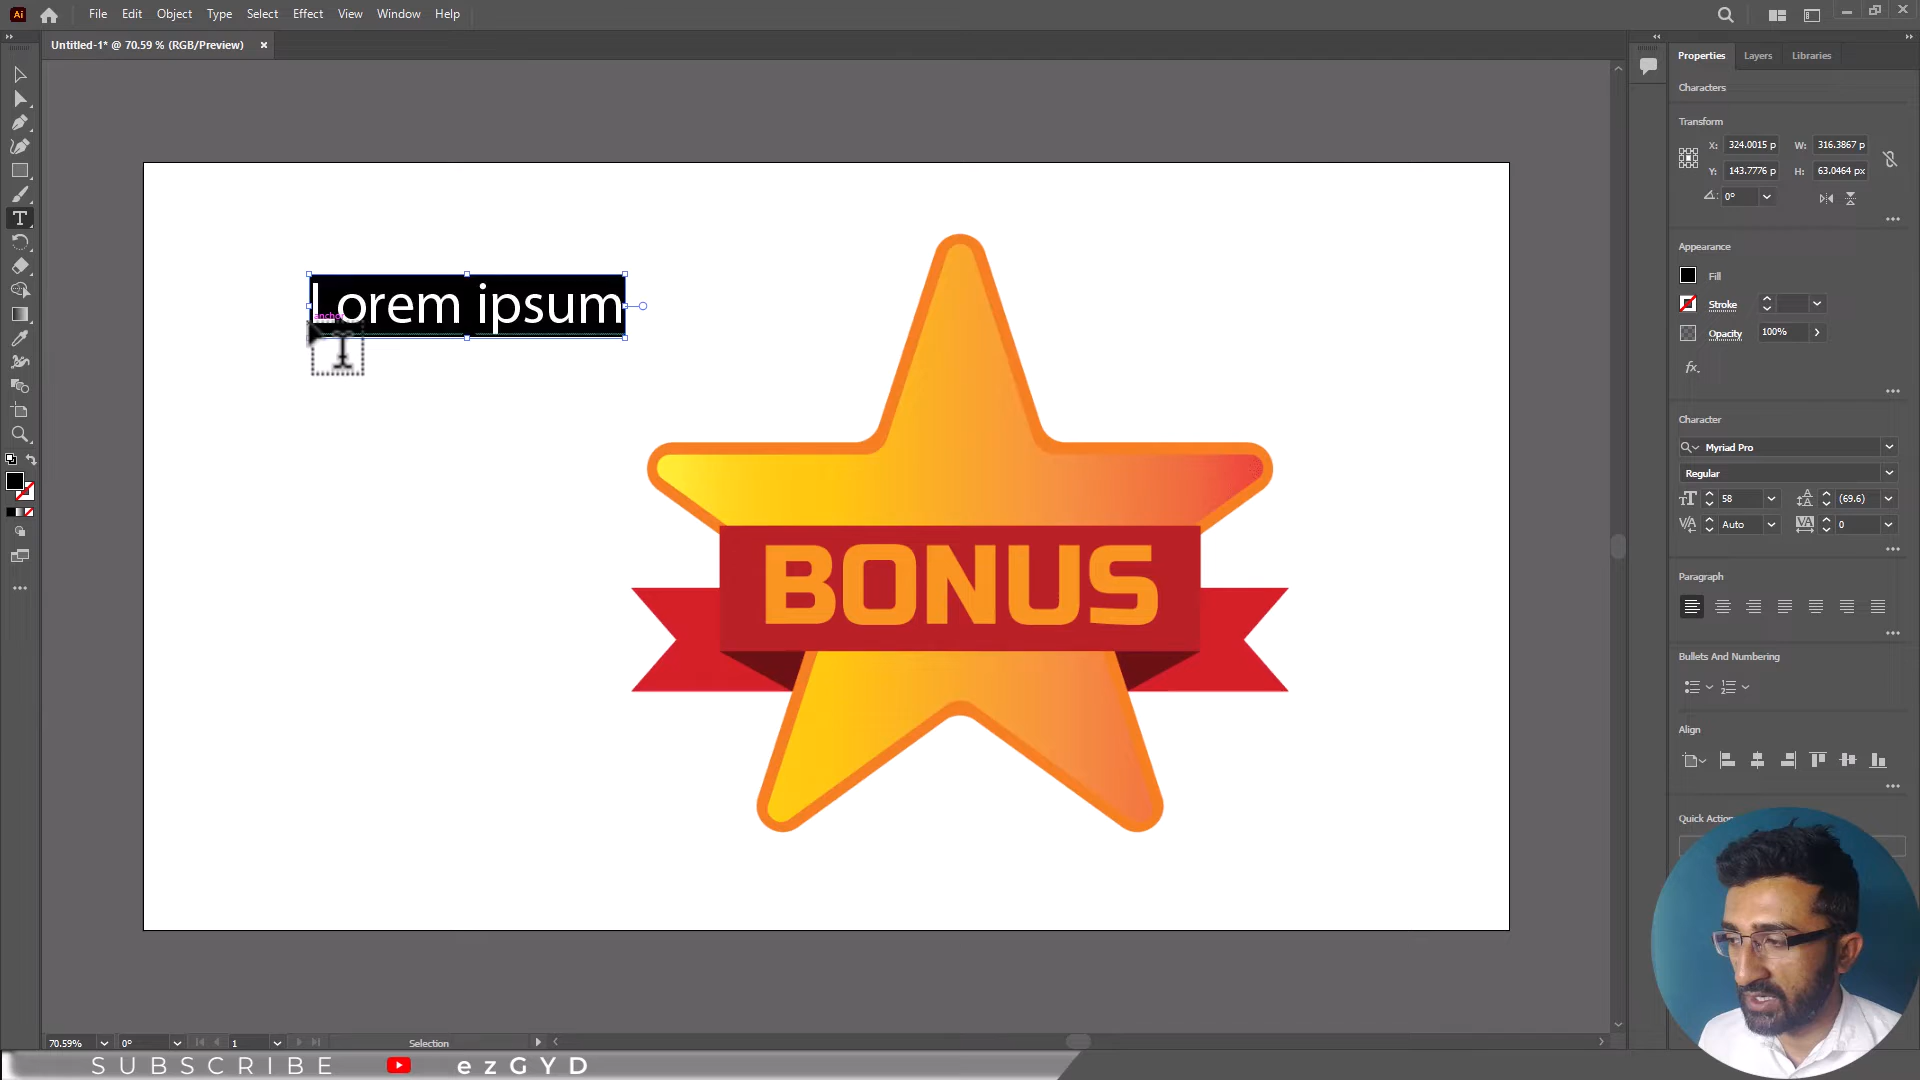 Ai File Edit Object Type Select Effect View Window Help
Untitled-1* @ 70.59 % (RGB/Preview) ×
Properties Layers Libraries
Characters
Transform
X: 324.0015 p W: 316.3867 p
Y: 143.7776 p H: 63.0464 px
0°
Appearance
Fill
Stroke
Opacity 100%
fx.
Character
Myriad Pro
Regular
58 (69.6)
Auto 0
Paragraph
Bullets And Numbering
Align
Quick Action
Lorem ipsum
BONUS
70.59% 0° 1 Selection
SUBSCRIBE ezGYD